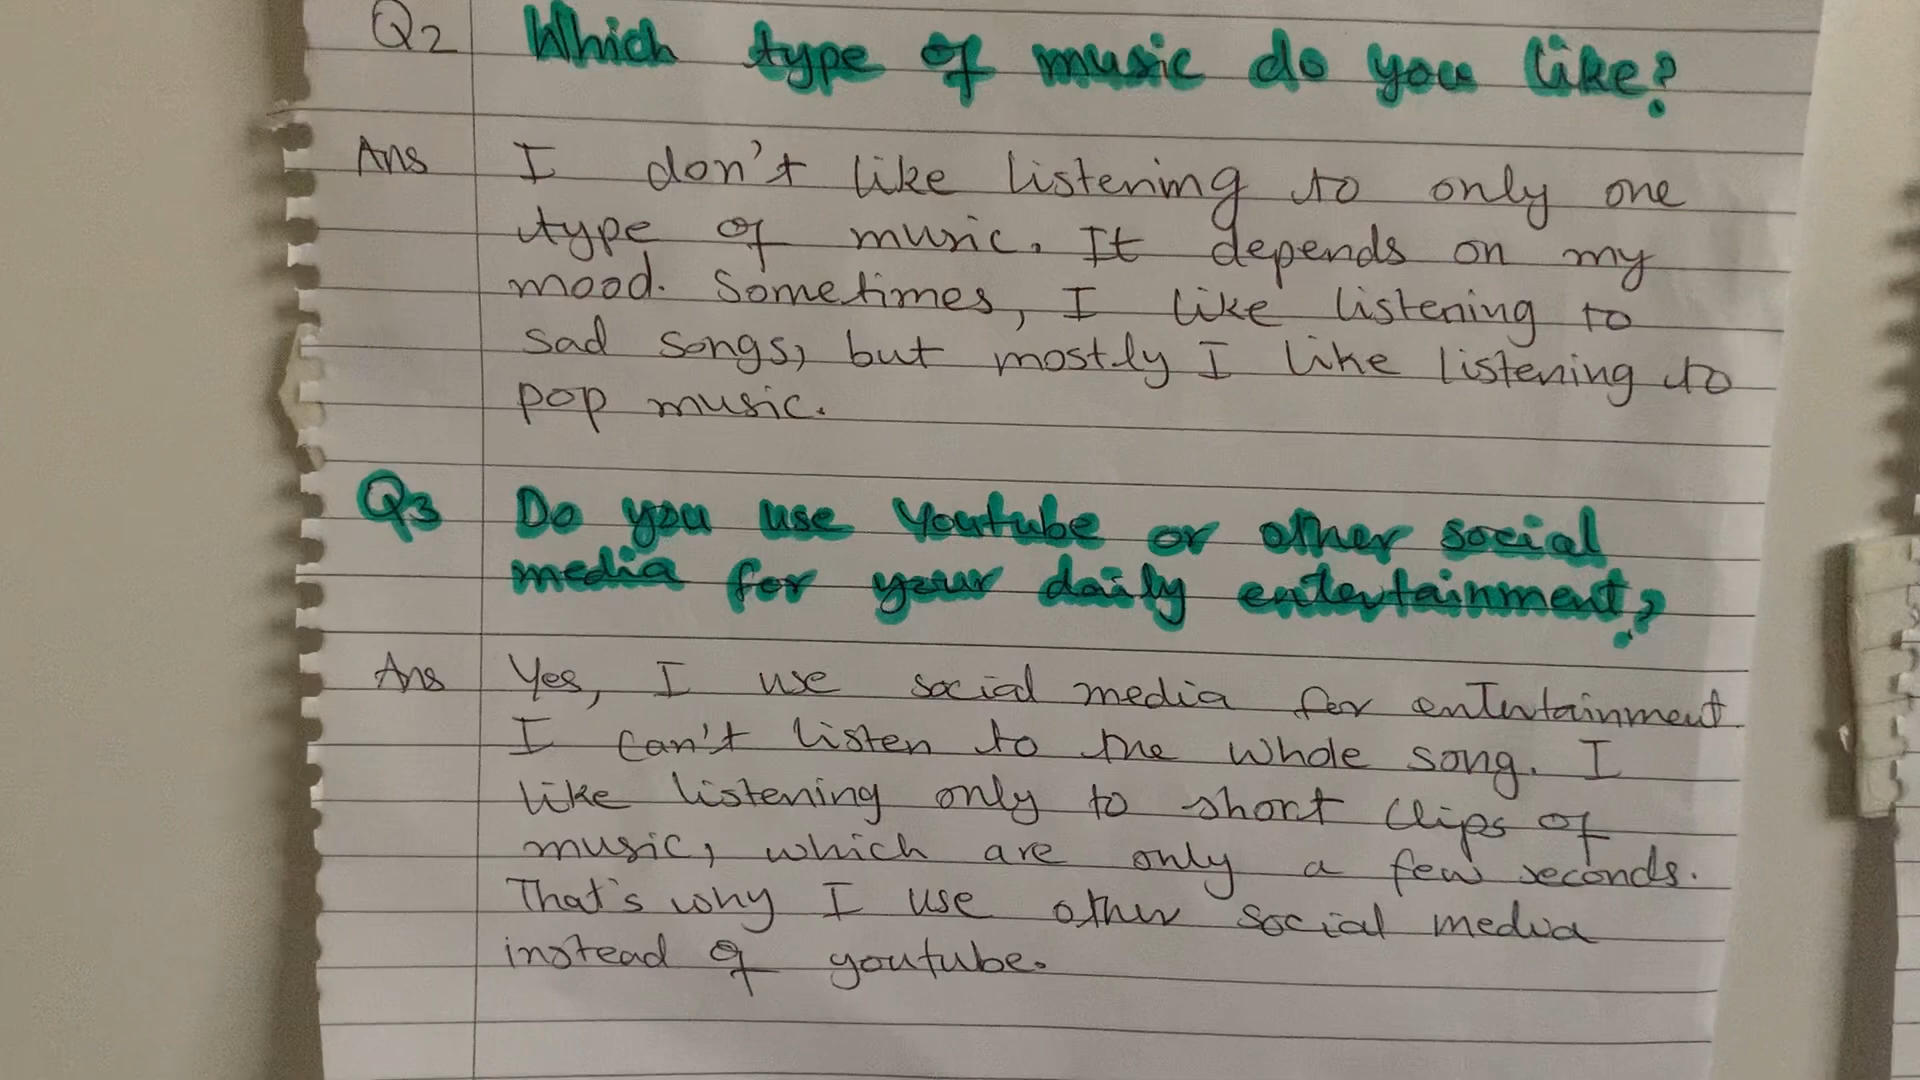 Q2 Which type of music do you like?
Ans I don't like listening to only one
type of music. It depends on my
mood. Sometimes, I like listening to
sad songs, but mostly I like listening to
pop music.
Q3 Do you use Youtube or other social
media for your daily entertainment?
Ans Yes, I use social media for entertainment
I can't listen to the whole song. I
like listening only to short clips of
music, which are only a few seconds.
That's why I use other social media
instead of youtube.